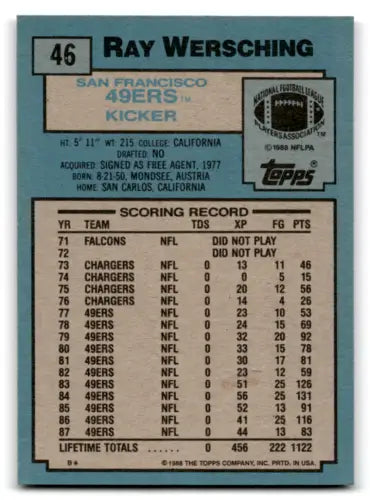 46 RAY WERSCHING
SAN FRANCISCO
49ERS TM
KICKER
NATIONAL FOOTBALL LEAGUE
PLAYERS ASSOCIATION
© 1988 NFLPA
TOPPS®
HT: 5' 11" WT: 215 COLLEGE: CALIFORNIA
DRAFTED: NO
ACQUIRED: SIGNED AS FREE AGENT, 1977
BORN: 8-21-50, MONDSEE, AUSTRIA
HOME: SAN CARLOS, CALIFORNIA
SCORING RECORD
YR TEAM TDS XP FG PTS
71 FALCONS NFL DID NOT PLAY
72 DID NOT PLAY
73 CHARGERS NFL 0 13 11 46
74 CHARGERS NFL 0 0 5 15
75 CHARGERS NFL 0 20 12 56
76 CHARGERS NFL 0 14 4 26
77 49ERS NFL 0 23 10 53
78 49ERS NFL 0 24 15 69
79 49ERS NFL 0 32 20 92
80 49ERS NFL 0 33 15 78
81 49ERS NFL 0 30 17 81
82 49ERS NFL 0 23 12 59
83 49ERS NFL 0 51 25 126
84 49ERS NFL 0 56 25 131
85 49ERS NFL 0 52 13 91
86 49ERS NFL 0 41 25 116
87 49ERS NFL 0 44 13 83
LIFETIME TOTALS ...... 0 456 222 1122
B* © 1988 THE TOPPS COMPANY, INC. PRTD. IN U.S.A.